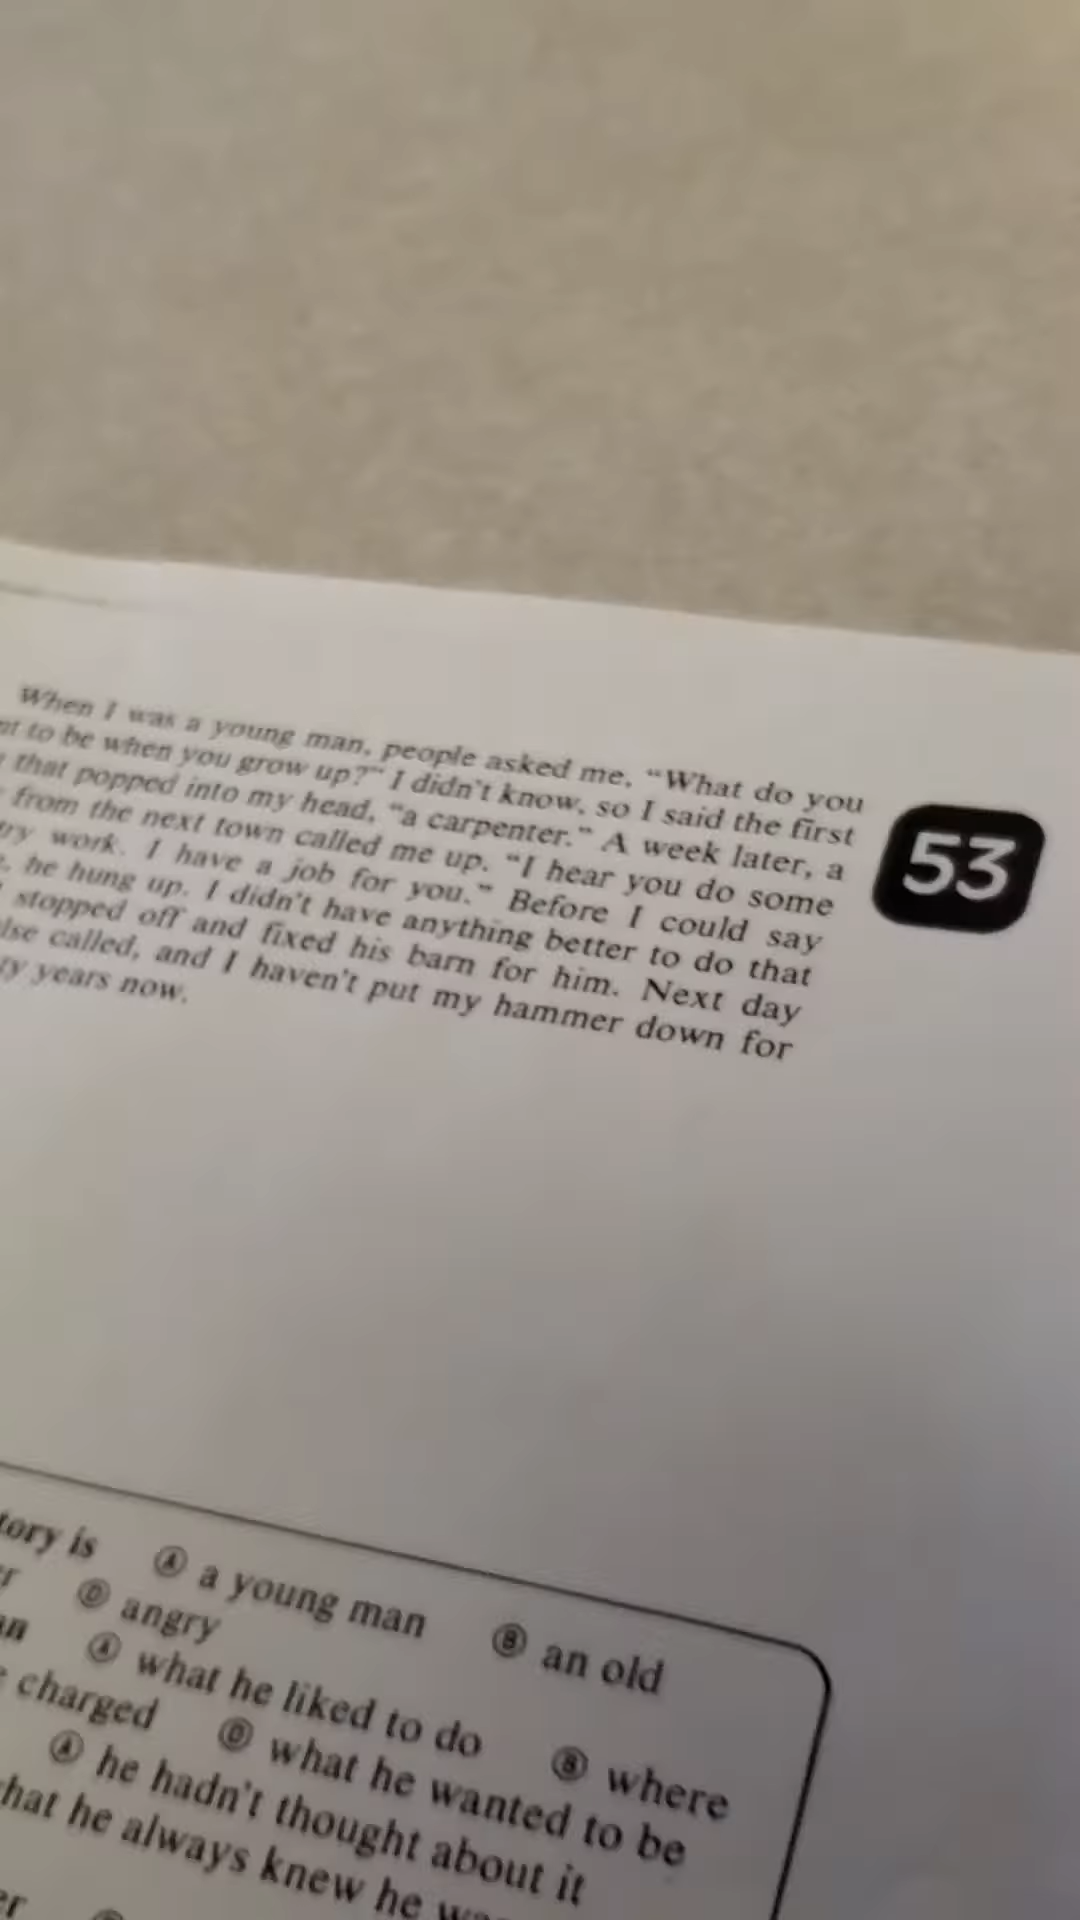 When I was a young man, people asked me, “What do you
to be when you grow up?” I didn't know, so I said the first
that popped into my head, “a carpenter.” A week later, a
from the next town called me up. “I hear you do some
work. I have a job for you.” Before I could say
he hung up. I didn't have anything better to do that
stopped off and fixed his barn for him. Next day
called, and I haven't put my hammer down for
years now.
53
is Ⓐ a young man Ⓑ an old
Ⓓ angry
Ⓐ what he liked to do Ⓑ where
charged Ⓓ what he wanted to be
Ⓐ he hadn't thought about it
that he always knew he